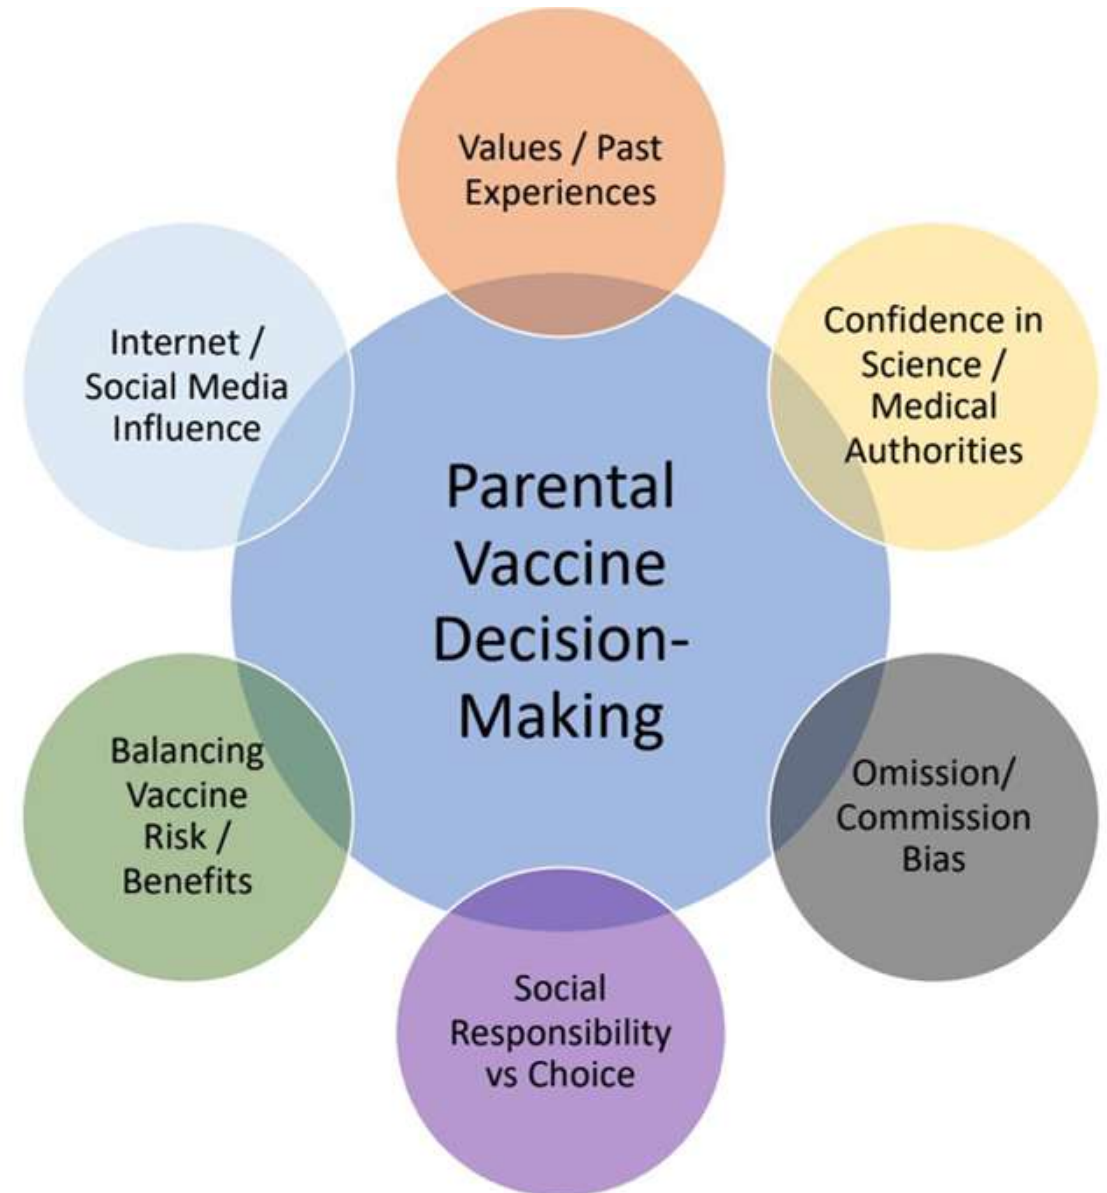 Values / Past
Experiences
Confidence in
Science /
Medical
Authorities
Omission/
Commission
Bias
Social
Responsibility
vs Choice
Balancing
Vaccine
Risk /
Benefits
Internet /
Social Media
Influence
Parental
Vaccine
Decision-
Making